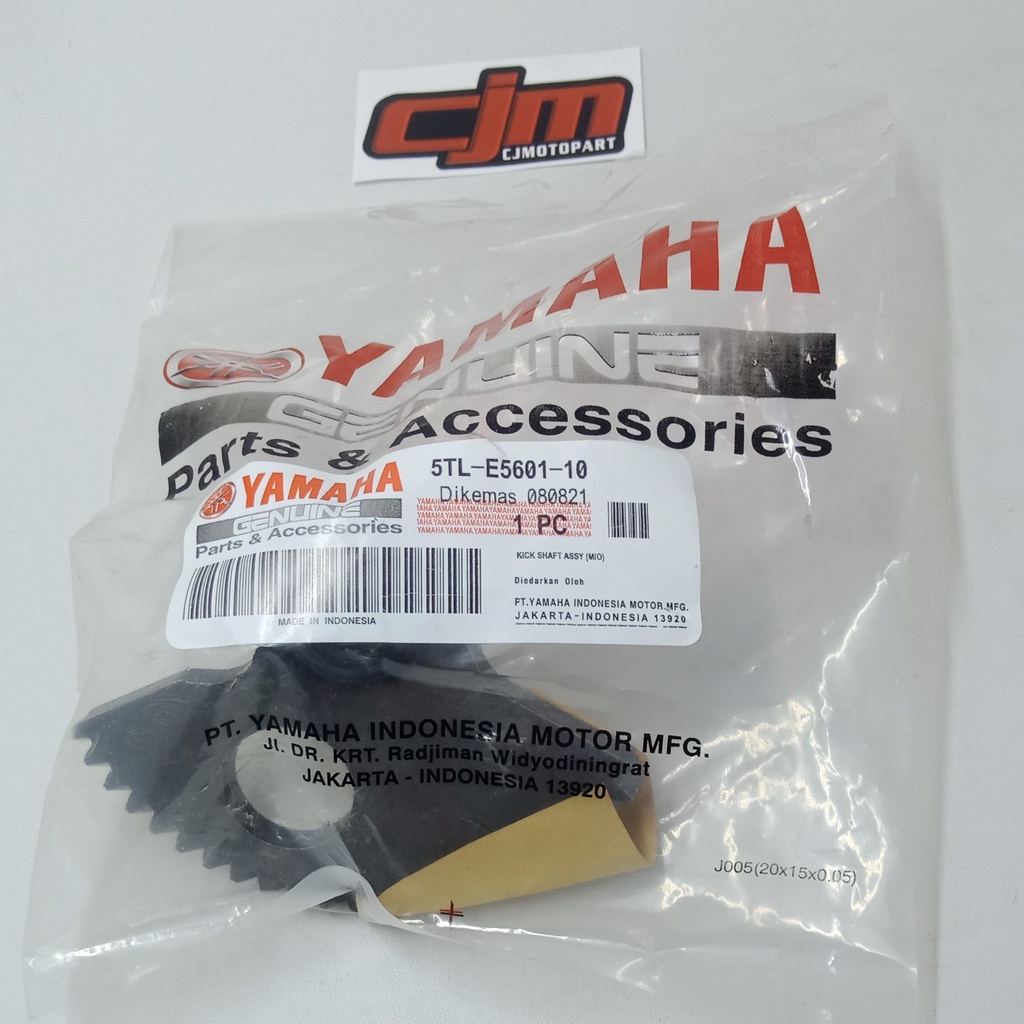 cjm
CJMOTOPART
YAMAHA
GENUINE
Parts & Accessories
YAMAHA
GENUINE
Parts & Accessories
5TL-E5601-10
Dikemas 080821
1 PC
KICK SHAFT ASSY (MIO)
Diedarkan Oleh
PT.YAMAHA INDONESIA MOTOR.MFG.
JAKARTA-INDONESIA 13920
MADE IN INDONESIA
PT. YAMAHA INDONESIA MOTOR MFG.
Jl. DR. KRT. Radjiman Widyodiningrat
JAKARTA - INDONESIA 13920
J005(20x15x0.05)